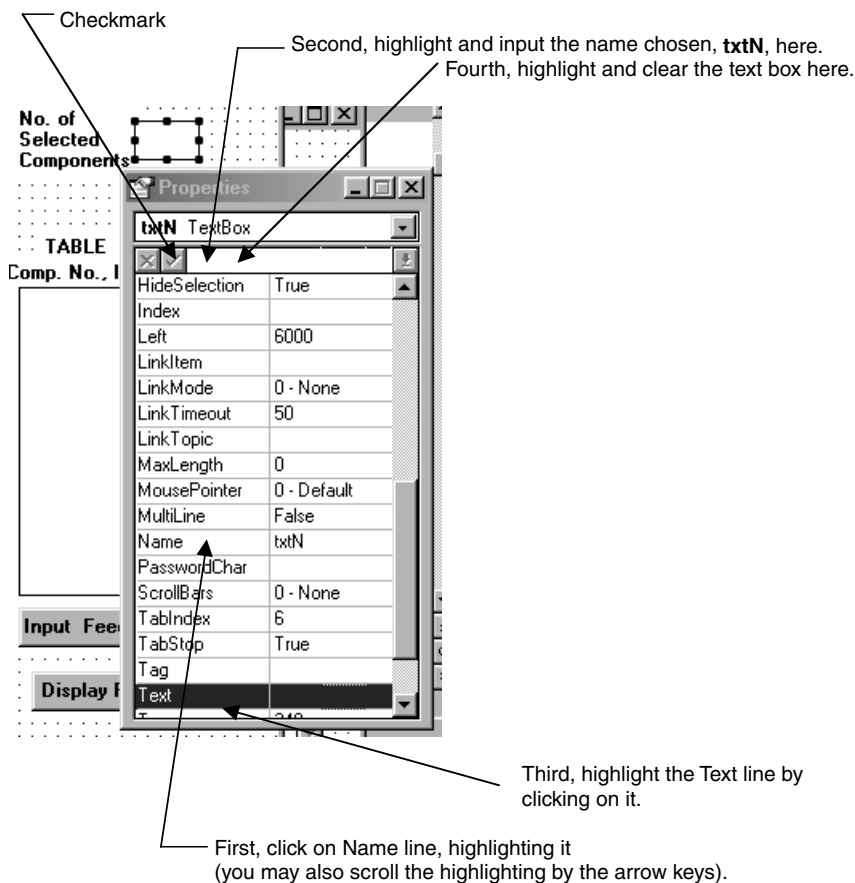 Checkmark
Second, highlight and input the name chosen, txtN, here.
Fourth, highlight and clear the text box here.
No. of
Selected
Components
Properties
txtN TextBox
TABLE
Comp. No., I
HideSelection True
Index
Left 6000
LinkItem
LinkMode 0 - None
LinkTimeout 50
LinkTopic
MaxLength 0
MousePointer 0 - Default
MultiLine False
Name txtN
PasswordChar
ScrollBars 0 - None
TabIndex 6
TabStop True
Tag
Text
Input Fee
Display
Third, highlight the Text line by
clicking on it.
First, click on Name line, highlighting it
(you may also scroll the highlighting by the arrow keys).